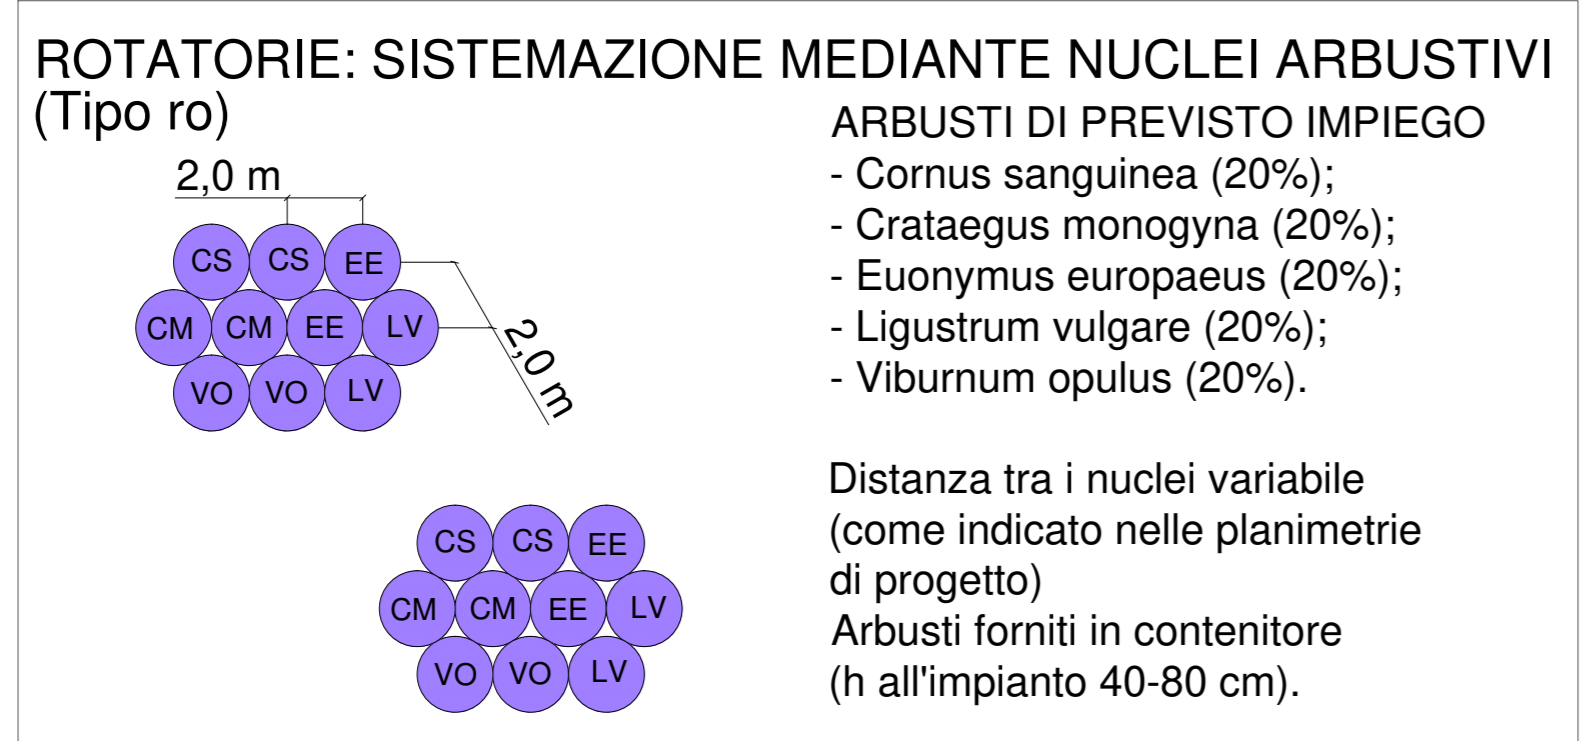 ROTATORIE: SISTEMAZIONE MEDIANTE NUCLEI ARBUSTIVI
(Tipo ro)
2,0 m
CS CS EE
CM CM EE LV
VO VO LV
2,0 m
CS CS EE
CM CM EE LV
VO VO LV
ARBUSTI DI PREVISTO IMPIEGO
- Cornus sanguinea (20%);
- Crataegus monogyna (20%);
- Euonymus europaeus (20%);
- Ligustrum vulgare (20%);
- Viburnum opulus (20%).
Distanza tra i nuclei variabile
(come indicato nelle planimetrie
di progetto)
Arbusti forniti in contenitore
(h all'impianto 40-80 cm).